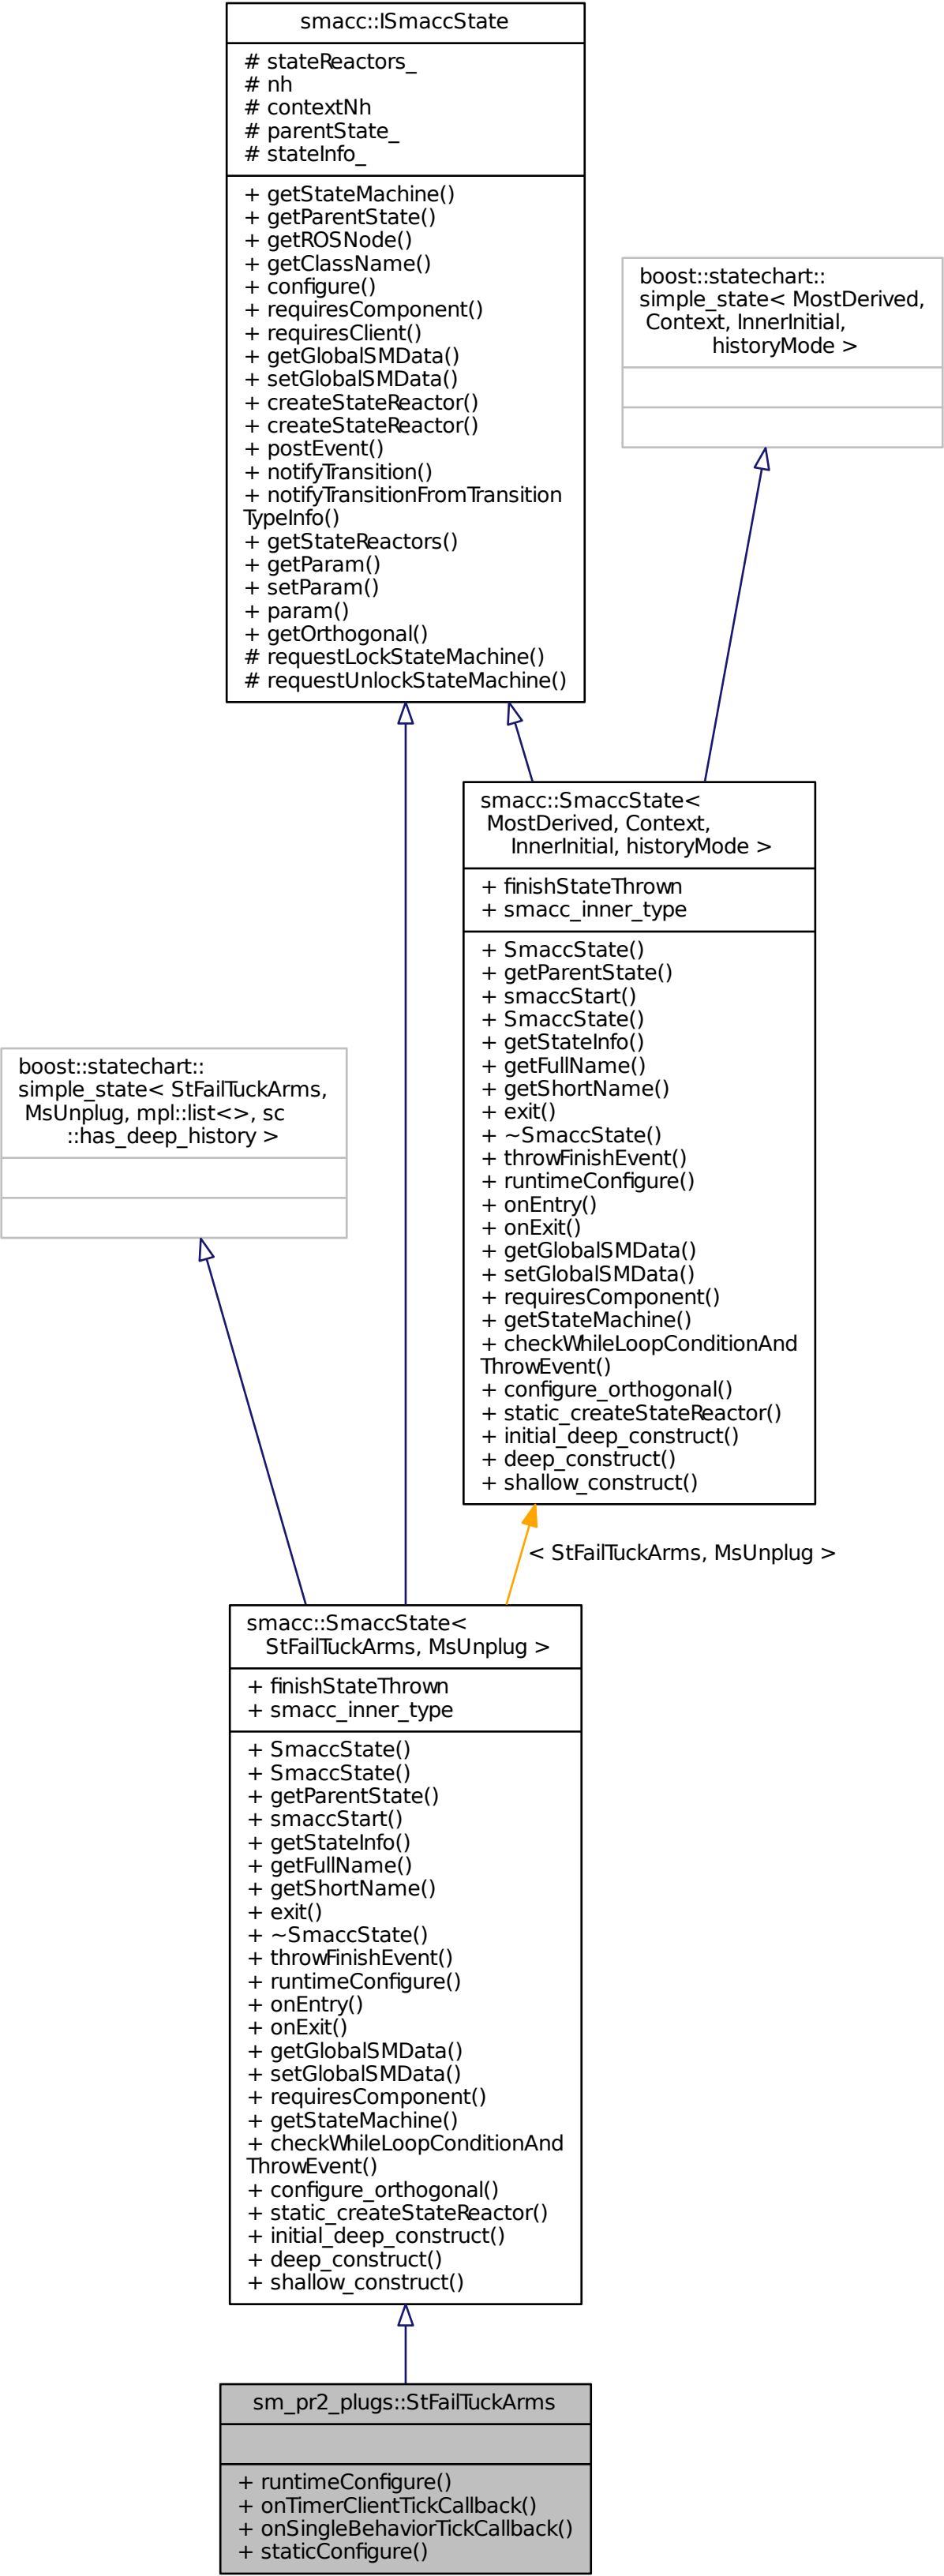 smacc::ISmaccState
# stateReactors_
# nh
# contextNh
# parentState_
# stateInfo_
+ getStateMachine()
+ getParentState()
+ getROSNode()
+ getClassName()
+ configure()
+ requiresComponent()
+ requiresClient()
+ getGlobalSMData()
+ setGlobalSMData()
+ createStateReactor()
+ createStateReactor()
+ postEvent()
+ notifyTransition()
+ notifyTransitionFromTransition
TypeInfo()
+ getStateReactors()
+ getParam()
+ setParam()
+ param()
+ getOrthogonal()
# requestLockStateMachine()
# requestUnlockStateMachine()
boost::statechart::
simple_state< MostDerived,
Context, InnerInitial,
historyMode >
smacc::SmaccState<
MostDerived, Context,
InnerInitial, historyMode >
+ finishStateThrown
+ smacc_inner_type
+ SmaccState()
+ getParentState()
+ smaccStart()
+ SmaccState()
+ getStateInfo()
+ getFullName()
+ getShortName()
+ exit()
+ ~SmaccState()
+ throwFinishEvent()
+ runtimeConfigure()
+ onEntry()
+ onExit()
+ getGlobalSMData()
+ setGlobalSMData()
+ requiresComponent()
+ getStateMachine()
+ checkWhileLoopConditionAnd
ThrowEvent()
+ configure_orthogonal()
+ static_createStateReactor()
+ initial_deep_construct()
+ deep_construct()
+ shallow_construct()
boost::statechart::
simple_state< StFailTuckArms,
MsUnplug, mpl::list<>, sc
::has_deep_history >
< StFailTuckArms, MsUnplug >
smacc::SmaccState<
StFailTuckArms, MsUnplug >
+ finishStateThrown
+ smacc_inner_type
+ SmaccState()
+ SmaccState()
+ getParentState()
+ smaccStart()
+ getStateInfo()
+ getFullName()
+ getShortName()
+ exit()
+ ~SmaccState()
+ throwFinishEvent()
+ runtimeConfigure()
+ onEntry()
+ onExit()
+ getGlobalSMData()
+ setGlobalSMData()
+ requiresComponent()
+ getStateMachine()
+ checkWhileLoopConditionAnd
ThrowEvent()
+ configure_orthogonal()
+ static_createStateReactor()
+ initial_deep_construct()
+ deep_construct()
+ shallow_construct()
sm_pr2_plugs::StFailTuckArms
+ runtimeConfigure()
+ onTimerClientTickCallback()
+ onSingleBehaviorTickCallback()
+ staticConfigure()